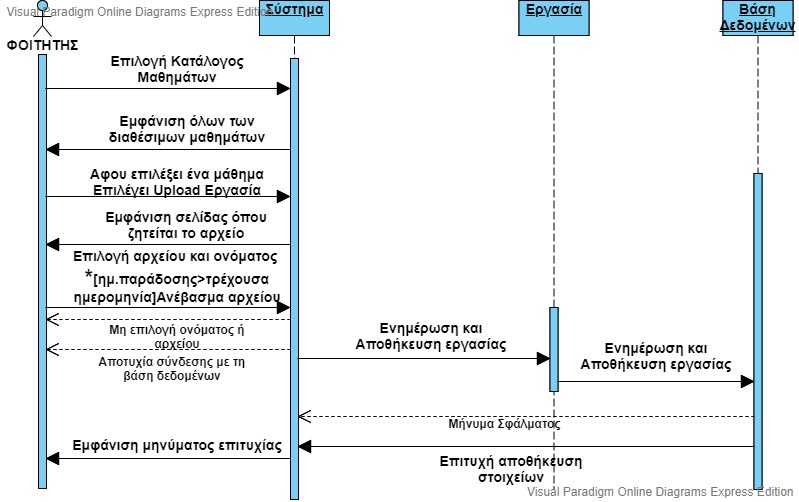 Visual Paradigm Online Diagrams Express Edition
ΦΟΙΤΗΤΗΣ
Σύστημα
Εργασία
Βάση
Δεδομένων
Επιλογή Κατάλογος
Μαθημάτων
Εμφάνιση όλων των
διαθέσιμων μαθημάτων
Αφου επιλέξει ένα μάθημα
Επιλέγει Upload Εργασία
Εμφάνιση σελίδας όπου
ζητείται το αρχείο
Επιλογή αρχείου και ονόματος
*[ημ.παράδοσης>τρέχουσα
ημερομηνία]Ανέβασμα αρχείου
Μη επιλογή ονόματος ή
αρχείου
Αποτυχία σύνδεσης με τη
βάση δεδομένων
Ενημέρωση και
Αποθήκευση εργασίας
Ενημέρωση και
Αποθήκευση εργασίας
Μήνυμα Σφάλματος
Εμφάνιση μηνύματος επιτυχίας
Επιτυχή αποθήκευση
στοιχείων
Visual Paradigm Online Diagrams Express Edition